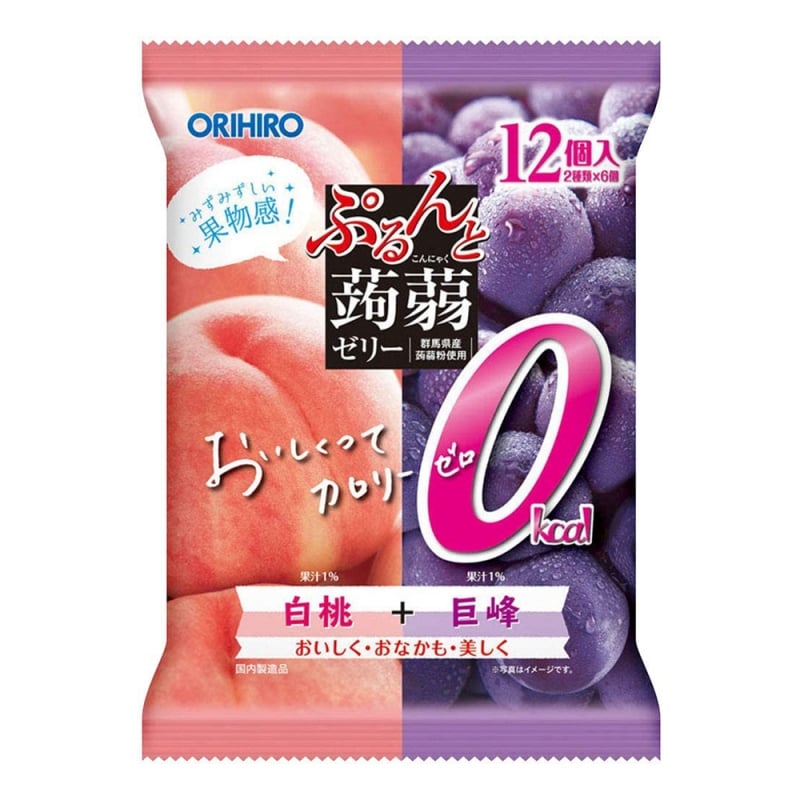 ORIHIRO
みずみずしい
果物感!
12個入
2種類×6個
ぷるんと
こんにゃく
蒟蒻
ゼリー
群馬県産
蒟蒻粉使用
おいしくって
カロリーゼロ
0kcal
果汁1% 果汁1%
白桃 + 巨峰
おいしく・おなかも・美しく
国内製造品
※写真はイメージです。